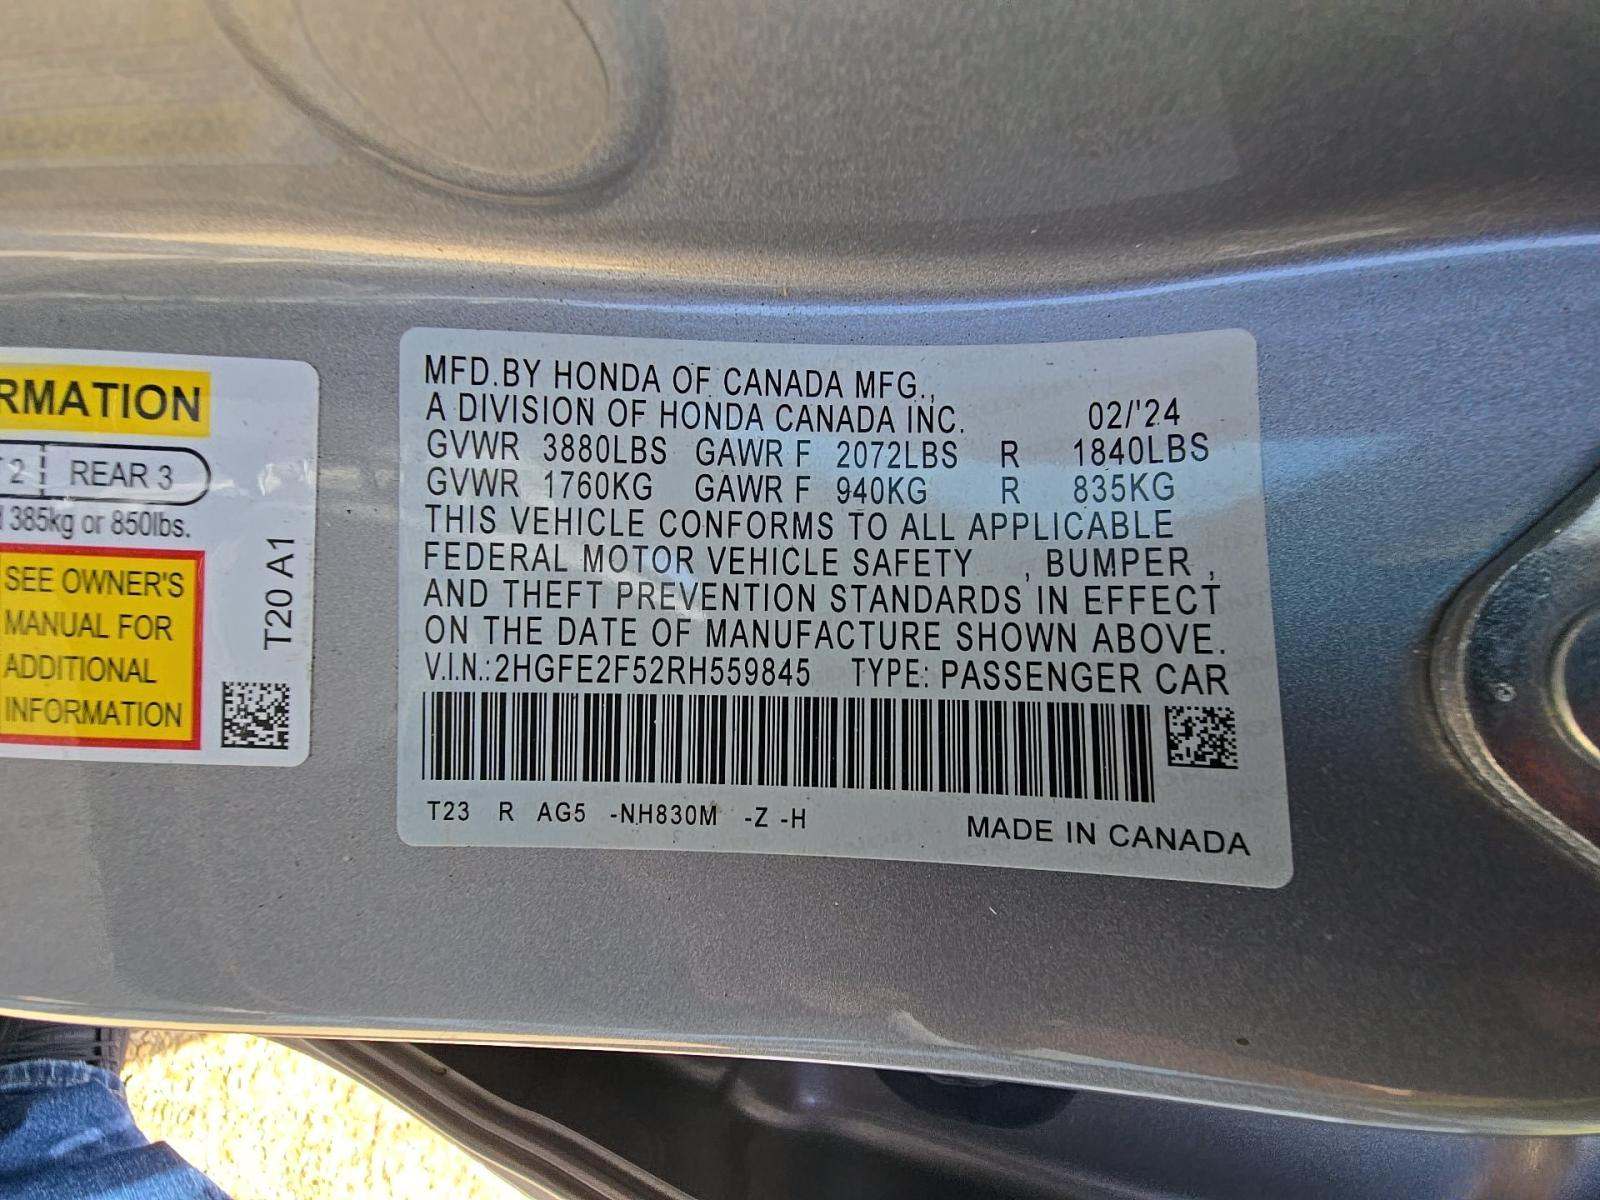 RMATION
2 REAR 3
385kg or 850lbs.
SEE OWNER'S
MANUAL FOR
ADDITIONAL
INFORMATION
T20 A1
MFD.BY HONDA OF CANADA MFG.,
A DIVISION OF HONDA CANADA INC. 02/'24
GVWR 3880LBS GAWR F 2072LBS R 1840LBS
GVWR 1760KG GAWR F 940KG R 835KG
THIS VEHICLE CONFORMS TO ALL APPLICABLE
FEDERAL MOTOR VEHICLE SAFETY , BUMPER ,
AND THEFT PREVENTION STANDARDS IN EFFECT
ON THE DATE OF MANUFACTURE SHOWN ABOVE.
V.I.N.: 2HGFE2F52RH559845 TYPE: PASSENGER CAR
T23 R AG5 -NH830M -Z -H
MADE IN CANADA